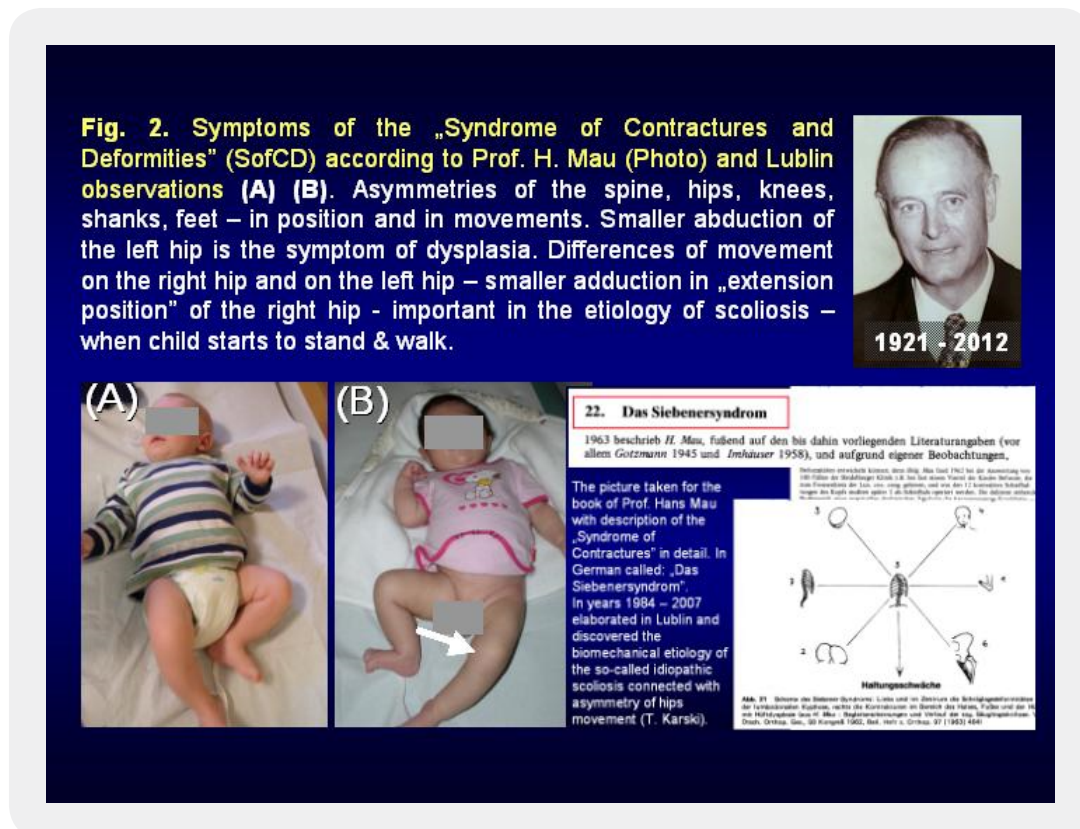 Fig. 2. Symptoms of the „Syndrome of Contractures and
Deformities” (SofCD) according to Prof. H. Mau (Photo) and Lublin
observations (A) (B). Asymmetries of the spine, hips, knees,
shanks, feet – in position and in movements. Smaller abduction of
the left hip is the symptom of dysplasia. Differences of movement
on the right hip and on the left hip – smaller adduction in „extension
position” of the right hip - important in the etiology of scoliosis –
when child starts to stand & walk.
1921 - 2012
(A)
(B)
22. Das Siebenersyndrom
1963 beschrieb H. Mau, fußend auf den bis dahin vorliegenden Literaturangaben (vor
allem Gotzmann 1945 und Imhäuser 1958), und aufgrund eigener Beobachtungen,
The picture taken for the
book of Prof. Hans Mau
with description of the
„Syndrome of
Contractures” in detail. In
German called: „Das
Siebenersyndrom”.
In years 1984 – 2007
elaborated in Lublin and
discovered the
biomechanical etiology of
the so-called idiopathic
scoliosis connected with
asymmetry of hips
movement (T. Karski).
Haltungsschwäche